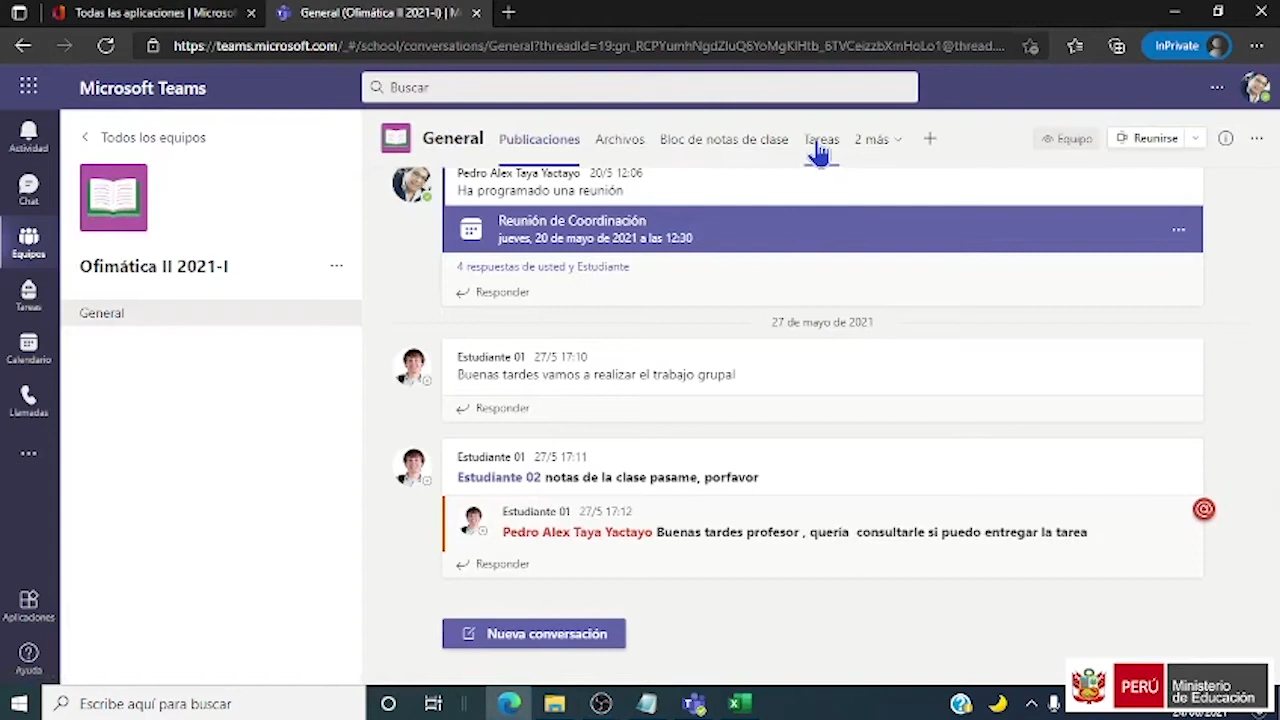 Todas las aplicaciones | Microsof
General (Ofimática II 2021-I) | M
https://teams.microsoft.com/_#/school/conversations/General?threadId=19:gn_RCPYumhNgdZIuQ6YoMgKlHtb_6TVCeizzbXmHoLo1@thread....
InPrivate
Microsoft Teams
Buscar
Actividad
Chat
Equipos
Tareas
Calendario
Llamadas
Aplicaciones
Ayuda
Todos los equipos
Ofimática II 2021-I
General
General
Publicaciones
Archivos
Bloc de notas de clase
Tareas
2 más
Equipo
Reunirse
Pedro Alex Taya Yactayo 20/5 12:06
Ha programado una reunión
Reunión de Coordinación
jueves, 20 de mayo de 2021 a las 12:30
4 respuestas de usted y Estudiante
Responder
27 de mayo de 2021
Estudiante 01 27/5 17:10
Buenas tardes vamos a realizar el trabajo grupal
Responder
Estudiante 01 27/5 17:11
Estudiante 02 notas de la clase pasame, porfavor
Estudiante 01 27/5 17:12
Pedro Alex Taya Yactayo Buenas tardes profesor , quería consultarle si puedo entregar la tarea
Responder
Nueva conversación
Escribe aquí para buscar
PERÚ
Ministerio
de Educación